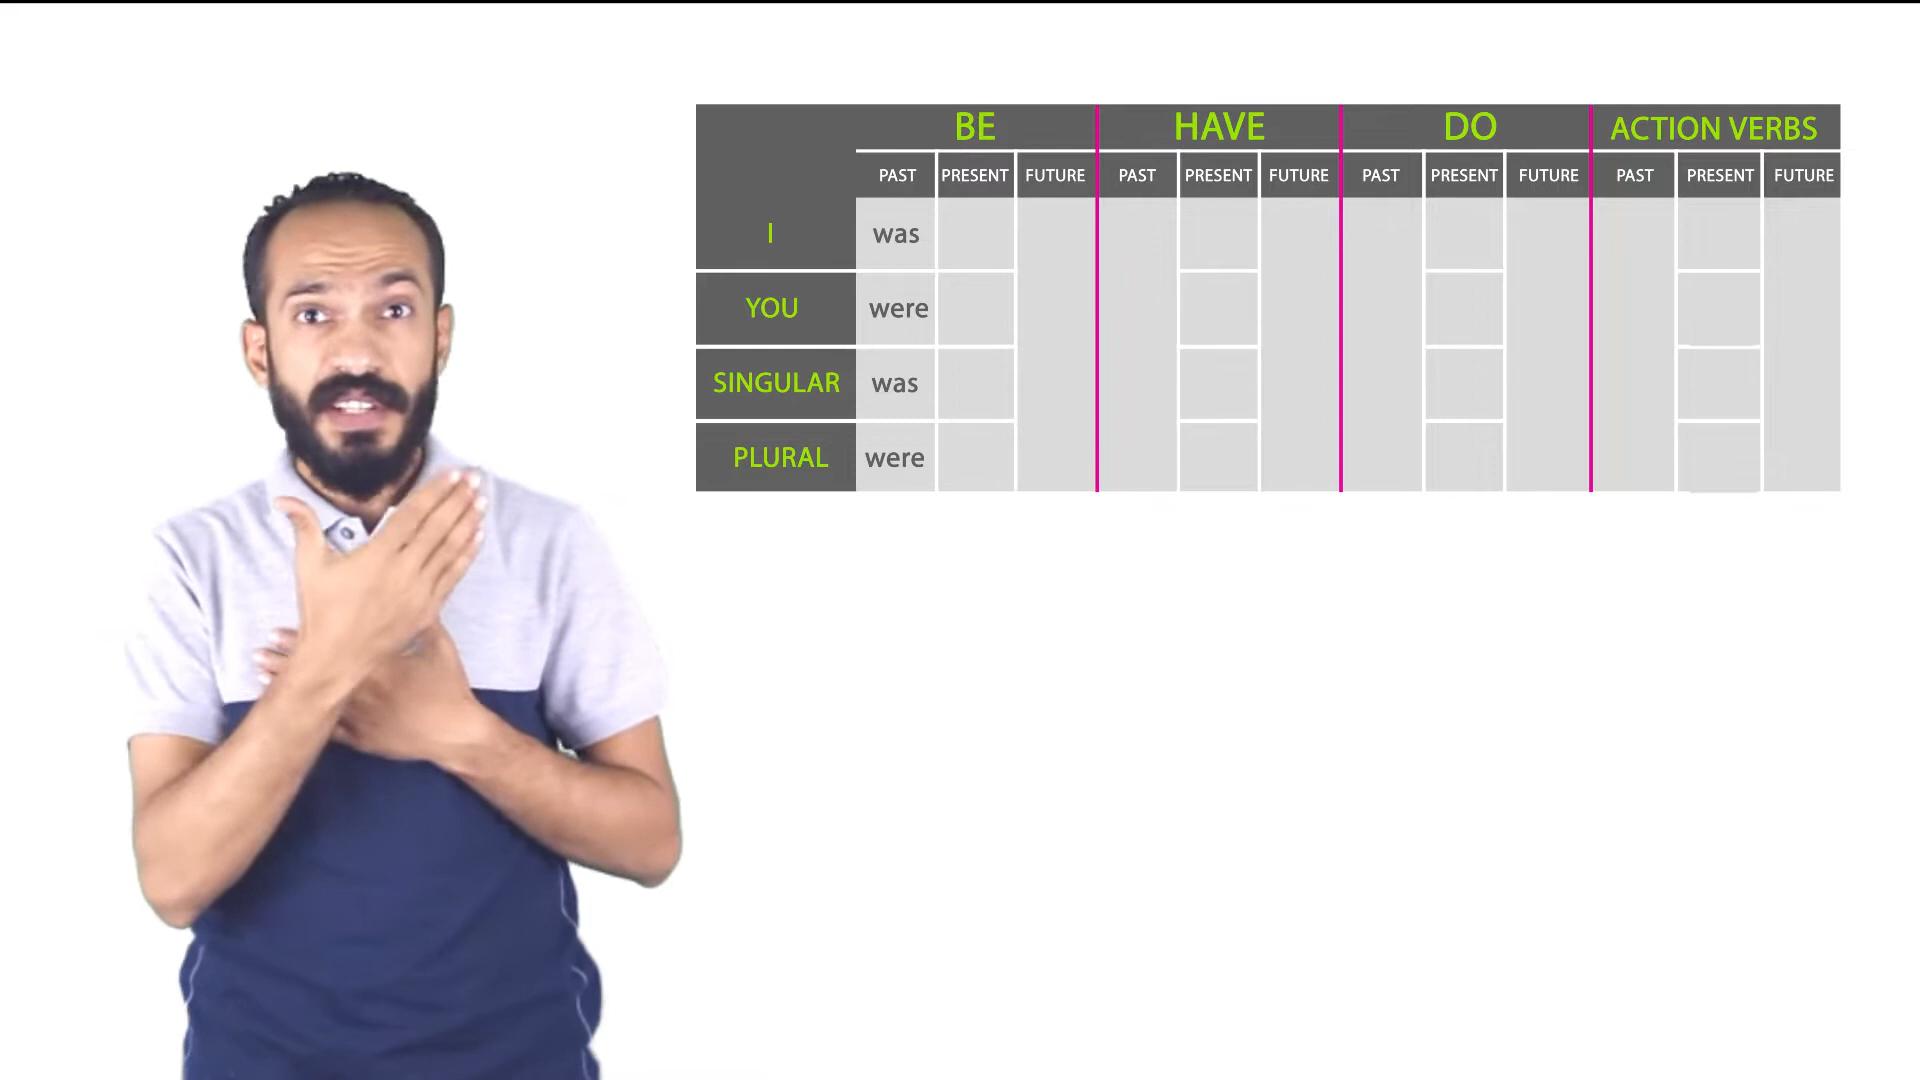 BE HAVE DO ACTION VERBS
PAST PRESENT FUTURE PAST PRESENT FUTURE PAST PRESENT FUTURE PAST PRESENT FUTURE
I was
YOU were
SINGULAR was
PLURAL were